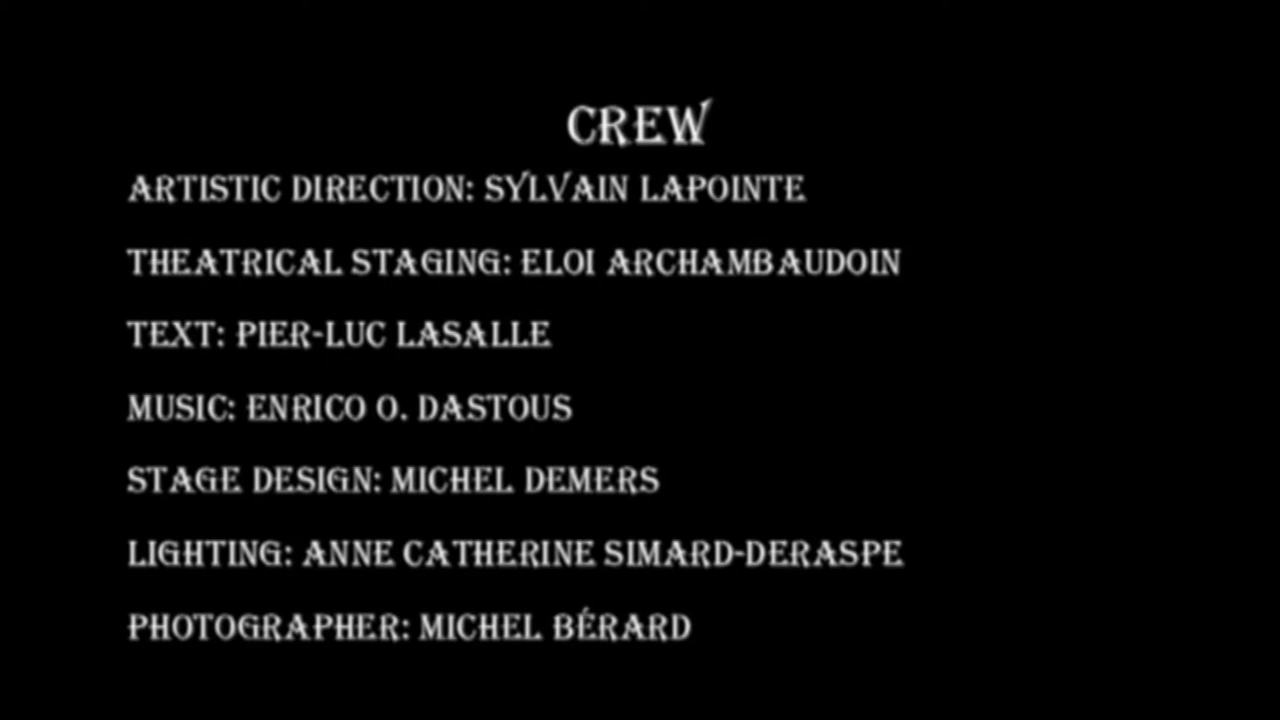 CREW
ARTISTIC DIRECTION: SYLVAIN LAPOINTE
THEATRICAL STAGING: ELOI ARCHAMBAUDOIN
TEXT: PIER-LUC LASALLE
MUSIC: ENRICO O. DASTOUS
STAGE DESIGN: MICHEL DEMERS
LIGHTING: ANNE CATHERINE SIMARD-DERASPE
PHOTOGRAPHER: MICHEL BÉRARD